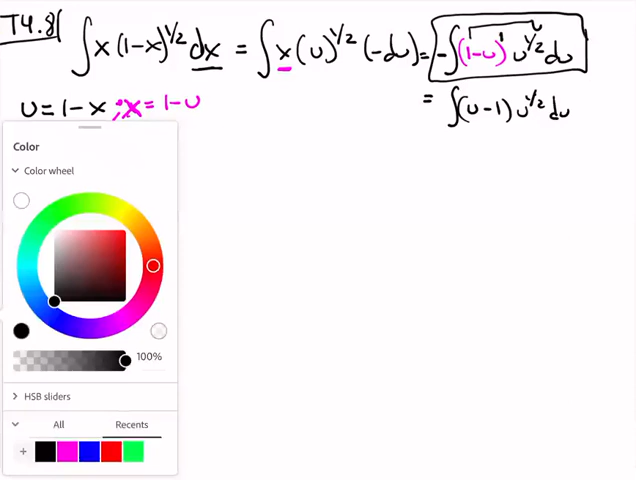 T4.8
∫x(1-x)^1/2 dx = ∫x(u)^1/2 (-du) = -∫(1-u)' u^1/2 du
u = 1-x ; x = 1-u
= ∫(u-1) u^1/2 du
Color
Color wheel
100%
HSB sliders
All Recents